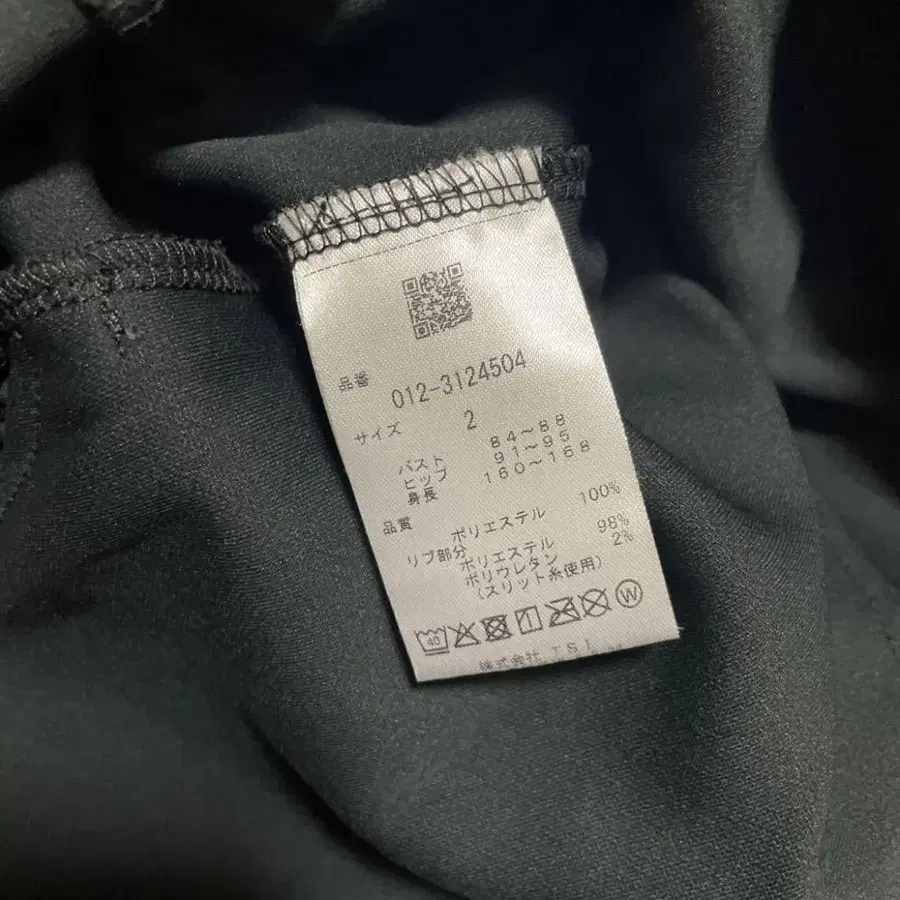 品番 012-3124504
サイズ 2
バスト 84～88
ヒップ 91～95
身長 160～168
品質
ポリエステル 100%
リブ部分
ポリエステル 98%
ポリウレタン 2%
(スリット糸使用)
40 W
株式会社 TSI